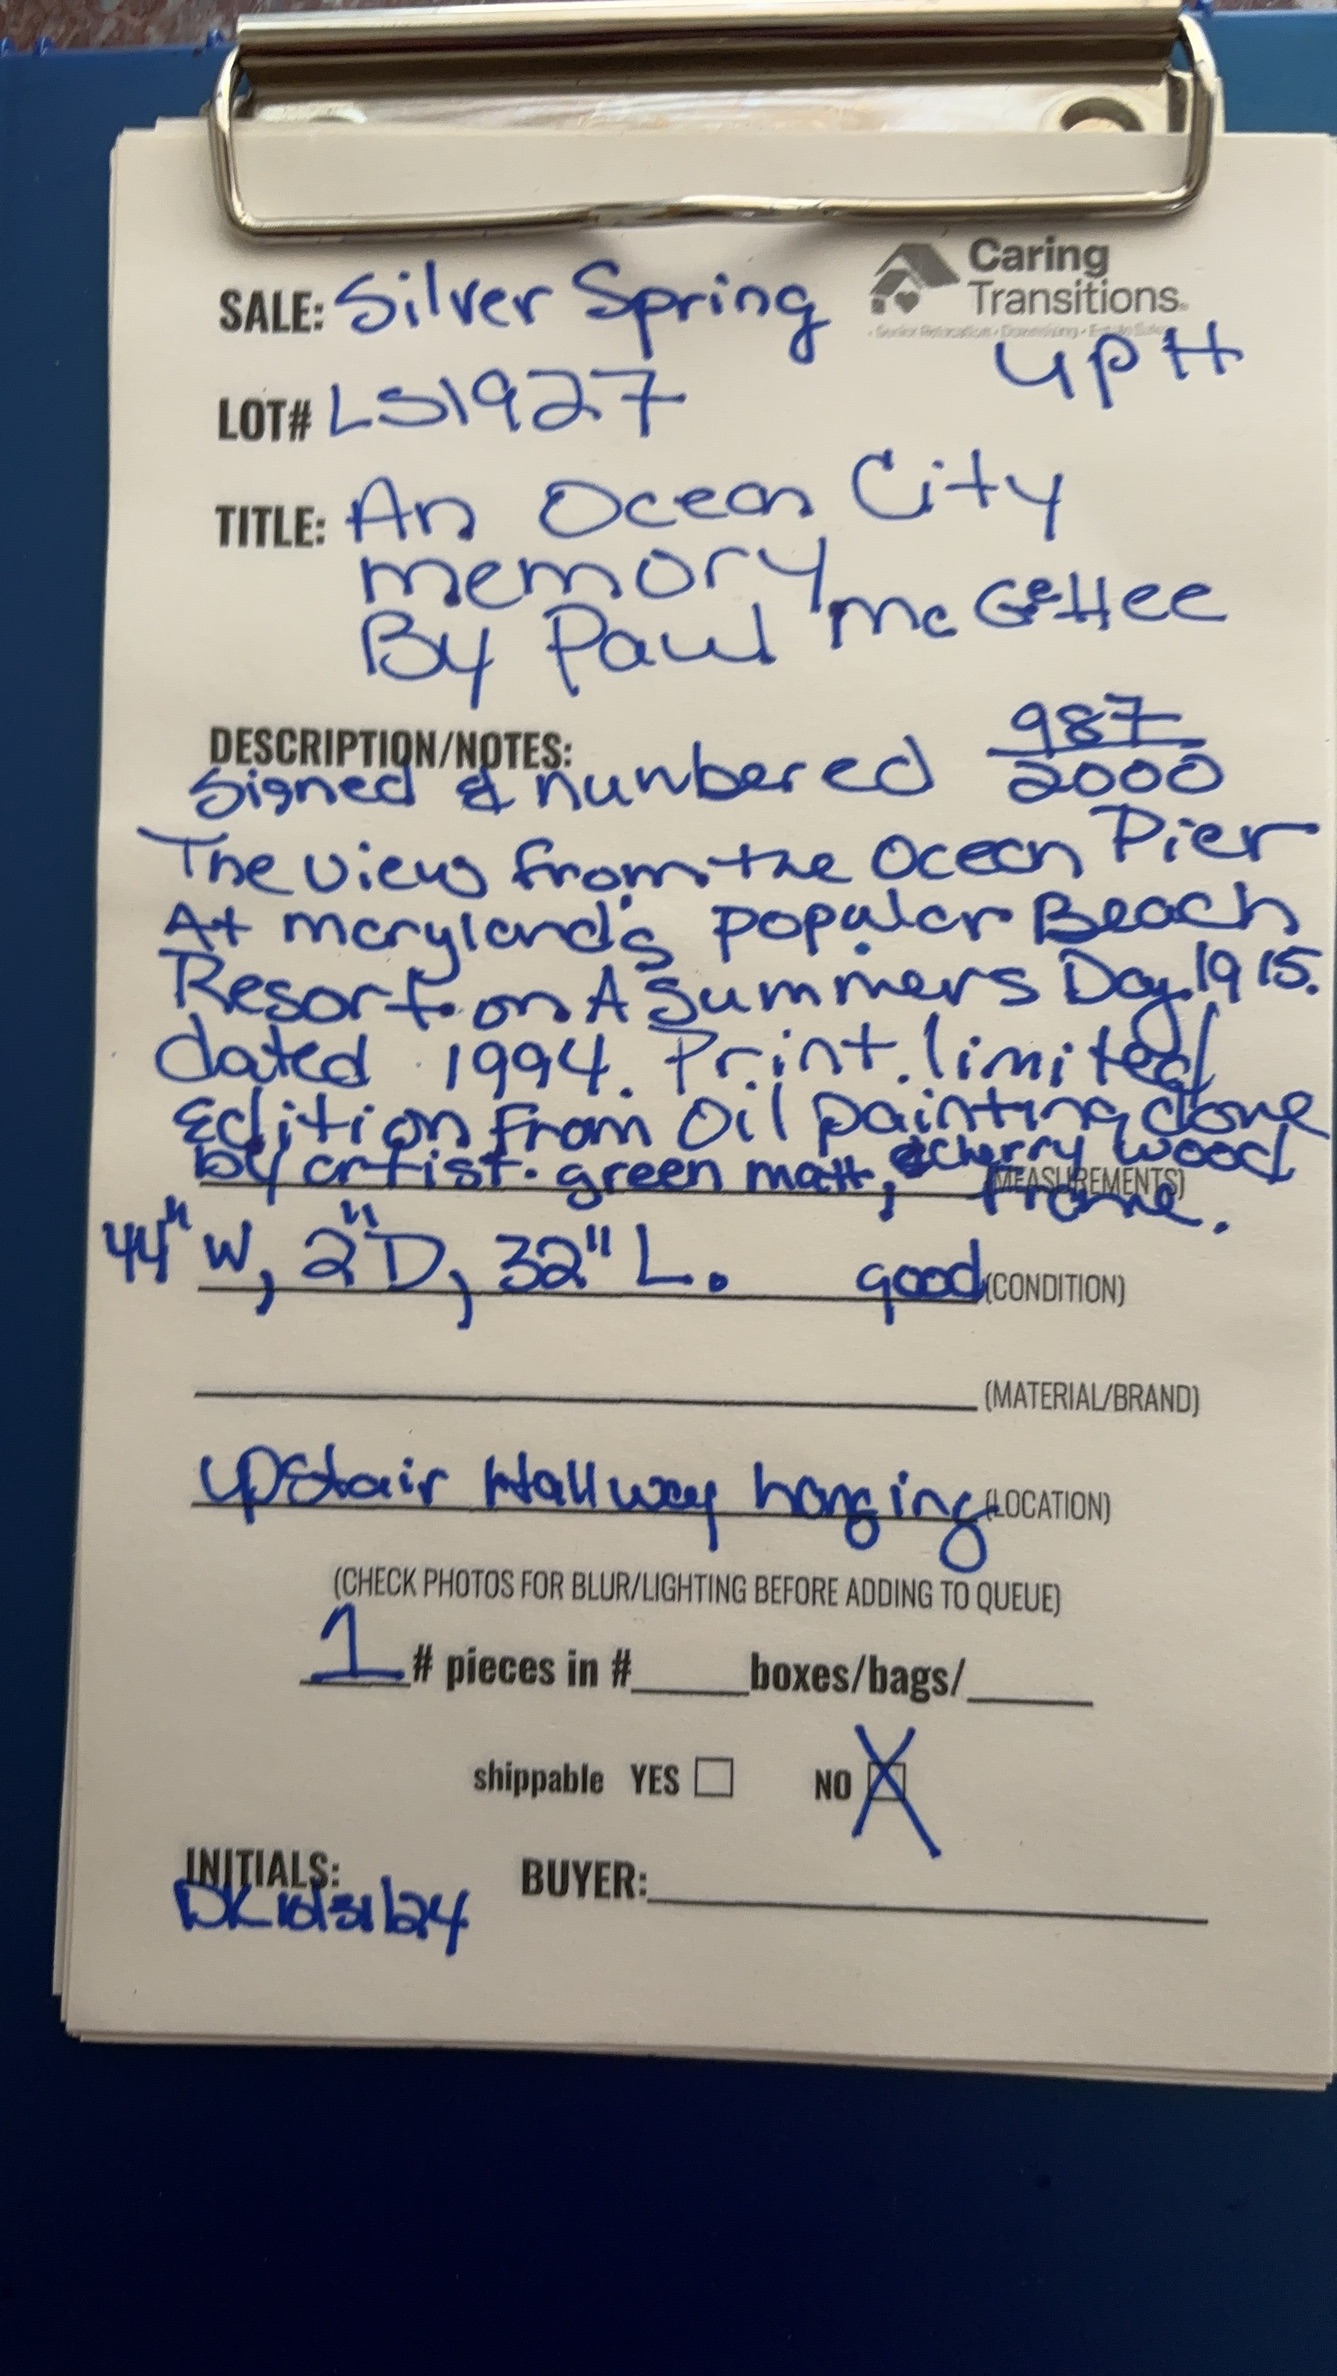 Caring
Transitions
SALE: Silver Spring
UPH
LOT# LS1927
TITLE: An Ocean City
memory
By Paul McGeHee
DESCRIPTION/NOTES:
Signed & nunbered 987/2000
The view from the Ocean Pier
At maryland's popular Beach
Resort on A Summers Day 1915.
dated 1994. Print limited
Edition from Oil painting done
by artist. green matt, & cherry wood
(MEASUREMENTS)
frame.
44" W, 2" D, 32" L. good (CONDITION)
(MATERIAL/BRAND)
upstair Hallway hanging (LOCATION)
(CHECK PHOTOS FOR BLUR/LIGHTING BEFORE ADDING TO QUEUE)
1 # pieces in #____boxes/bags/____
shippable YES ☐ NO ☒
INITIALS: BUYER:
DK 10/31/24